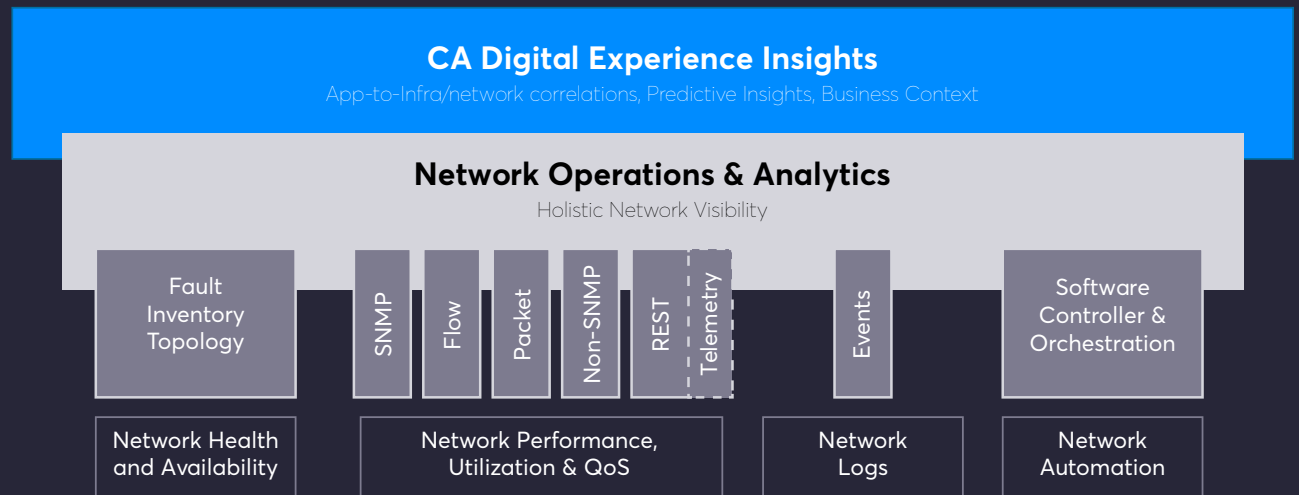 CA Digital Experience Insights
App-to-Infra/network correlations, Predictive Insights, Business Context
Network Operations & Analytics
Holistic Network Visibility
Fault
Inventory
Topology
SNMP
Flow
Packet
Non-SNMP
REST
Telemetry
Events
Software
Controller &
Orchestration
Network Health
and Availability
Network Performance,
Utilization & QoS
Network
Logs
Network
Automation